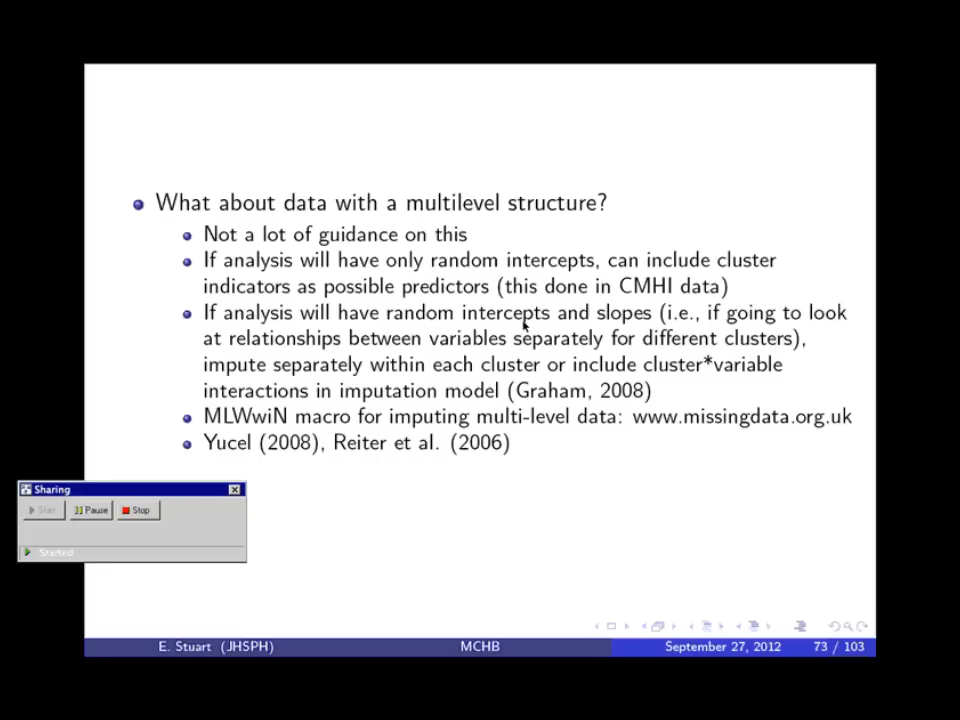 What about data with a multilevel structure?
Not a lot of guidance on this
If analysis will have only random intercepts, can include cluster
indicators as possible predictors (this done in CMHI data)
If analysis will have random intercepts and slopes (i.e., if going to look
at relationships between variables separately for different clusters),
impute separately within each cluster or include cluster*variable
interactions in imputation model (Graham, 2008)
MLWwiN macro for imputing multi-level data: www.missingdata.org.uk
Yucel (2008), Reiter et al. (2006)
Sharing
Start Pause Stop
Started
E. Stuart (JHSPH) MCHB September 27, 2012 73 / 103